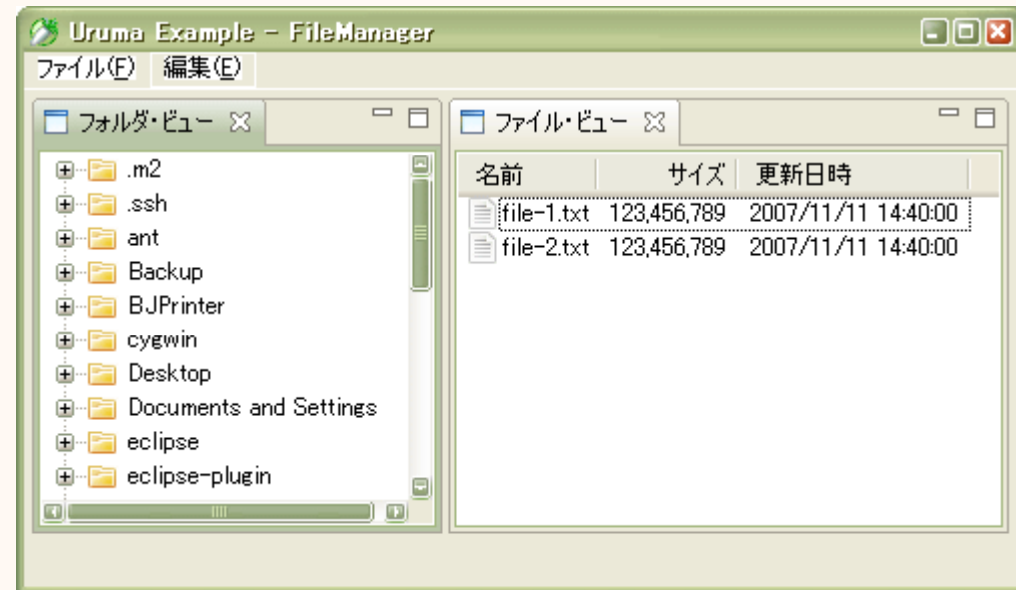 Uruma Example - FileManager
ファイル(F) 編集(E)
フォルダ・ビュー
.m2
.ssh
ant
Backup
BJPrinter
cygwin
Desktop
Documents and Settings
eclipse
eclipse-plugin
ファイル・ビュー
名前 サイズ 更新日時
file-1.txt 123,456,789 2007/11/11 14:40:00
file-2.txt 123,456,789 2007/11/11 14:40:00